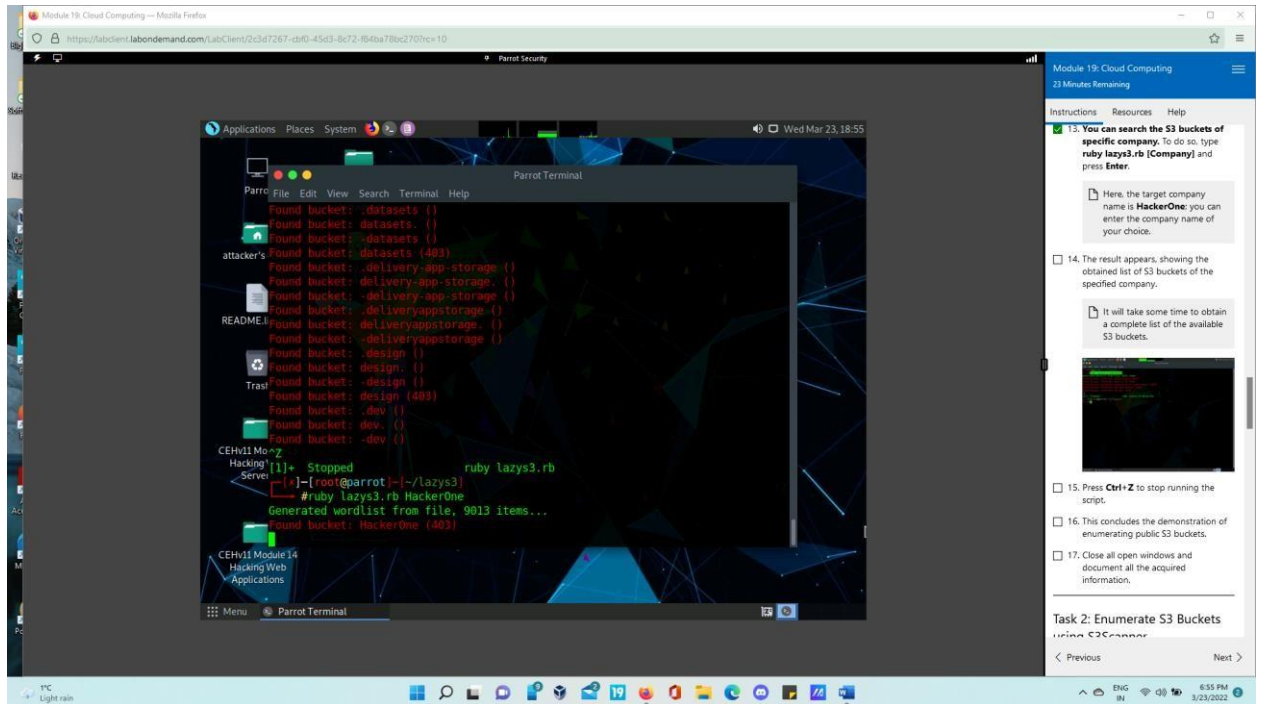 Module 19: Cloud Computing — Mozilla Firefox
https://labclient.labondemand.com/LabClient/2c3d7267-cbf0-45d3-8c72-f84ba78bc270?rc=10
Parrot Security
Applications Places System
Wed Mar 23, 18:55
Parrot Terminal
File Edit View Search Terminal Help
Found bucket: .datasets ()
Found bucket: datasets. ()
Found bucket: -datasets ()
Found bucket: datasets (403)
Found bucket: .delivery-app-storage ()
Found bucket: delivery-app-storage. ()
Found bucket: -delivery-app-storage ()
Found bucket: .deliveryappstorage ()
Found bucket: deliveryappstorage. ()
Found bucket: -deliveryappstorage ()
Found bucket: .design ()
Found bucket: design. ()
Found bucket: -design ()
Found bucket: design (403)
Found bucket: .dev ()
Found bucket: dev. ()
Found bucket: -dev ()
^Z
[1]+ Stopped ruby lazys3.rb
[x]-[root@parrot]-[~/lazys3]
#ruby lazys3.rb HackerOne
Generated wordlist from file, 9013 items...
Found bucket: HackerOne (403)
Parro
attacker's
README.li
Tras
CEHv11 Mo
Hacking
Serve
CEHv11 Module 14
Hacking Web
Applications
Menu Parrot Terminal
Module 19: Cloud Computing
23 Minutes Remaining
Instructions Resources Help
13. You can search the S3 buckets of
specific company. To do so, type
ruby lazys3.rb [Company] and
press Enter.
Here, the target company
name is HackerOne; you can
enter the company name of
your choice.
14. The result appears, showing the
obtained list of S3 buckets of the
specified company.
It will take some time to obtain
a complete list of the available
S3 buckets.
15. Press Ctrl+Z to stop running the
script.
16. This concludes the demonstration of
enumerating public S3 buckets.
17. Close all open windows and
document all the acquired
information.
Task 2: Enumerate S3 Buckets
using S3Scanner
< Previous Next >
1°C
Light rain
ENG
IN
6:55 PM
3/23/2022